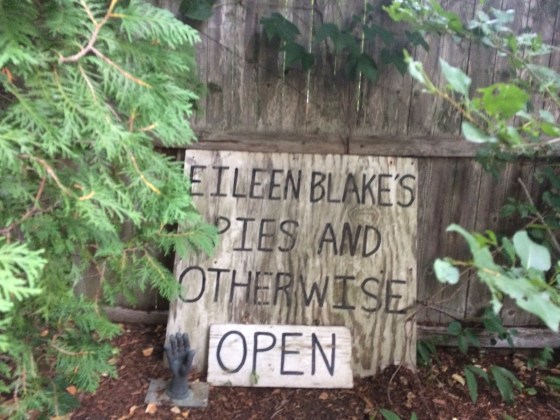 EILEEN BLAKE'S
PIES AND
OTHERWISE
OPEN